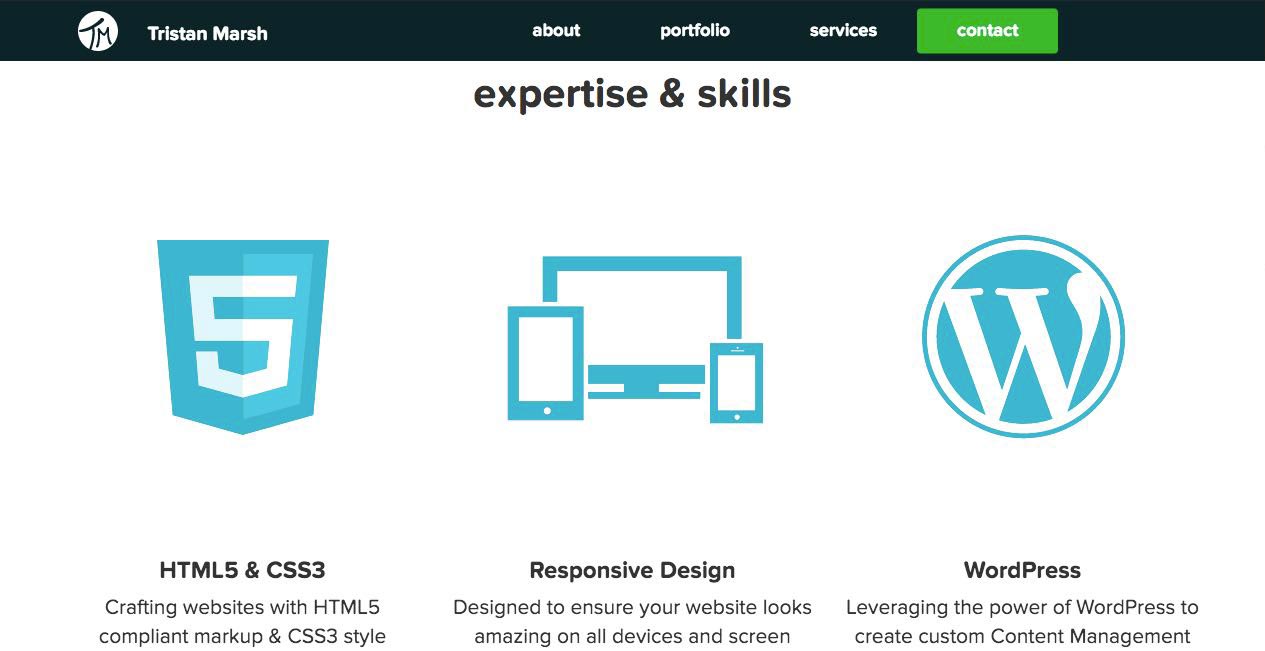 TM
Tristan Marsh
about
portfolio
services
contact
expertise & skills
5
W
HTML5 & CSS3
Crafting websites with HTML5
compliant markup & CSS3 style
Responsive Design
Designed to ensure your website looks
amazing on all devices and screen
WordPress
Leveraging the power of WordPress to
create custom Content Management